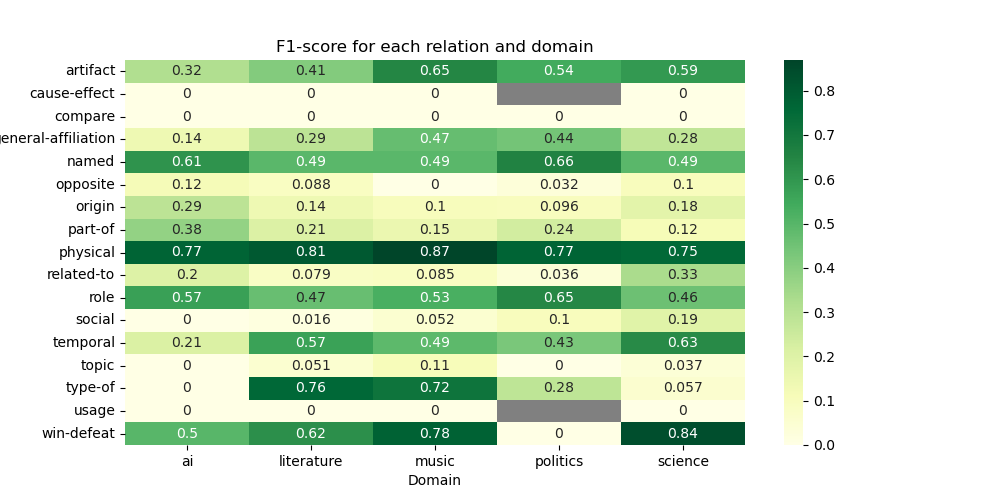 F1-score for each relation and domain
artifact 0.32 0.41 0.65 0.54 0.59
cause-effect 0 0 0 0
compare 0 0 0 0 0
eneral-affiliation 0.14 0.29 0.47 0.44 0.28
named 0.61 0.49 0.49 0.66 0.49
opposite 0.12 0.088 0 0.032 0.1
origin 0.29 0.14 0.1 0.096 0.18
part-of 0.38 0.21 0.15 0.24 0.12
physical 0.77 0.81 0.87 0.77 0.75
related-to 0.2 0.079 0.085 0.036 0.33
role 0.57 0.47 0.53 0.65 0.46
social 0 0.016 0.052 0.1 0.19
temporal 0.21 0.57 0.49 0.43 0.63
topic 0 0.051 0.11 0 0.037
type-of 0 0.76 0.72 0.28 0.057
usage 0 0 0 0
win-defeat 0.5 0.62 0.78 0 0.84
ai literature music politics science
Domain
0.8
0.7
0.6
0.5
0.4
0.3
0.2
0.1
0.0